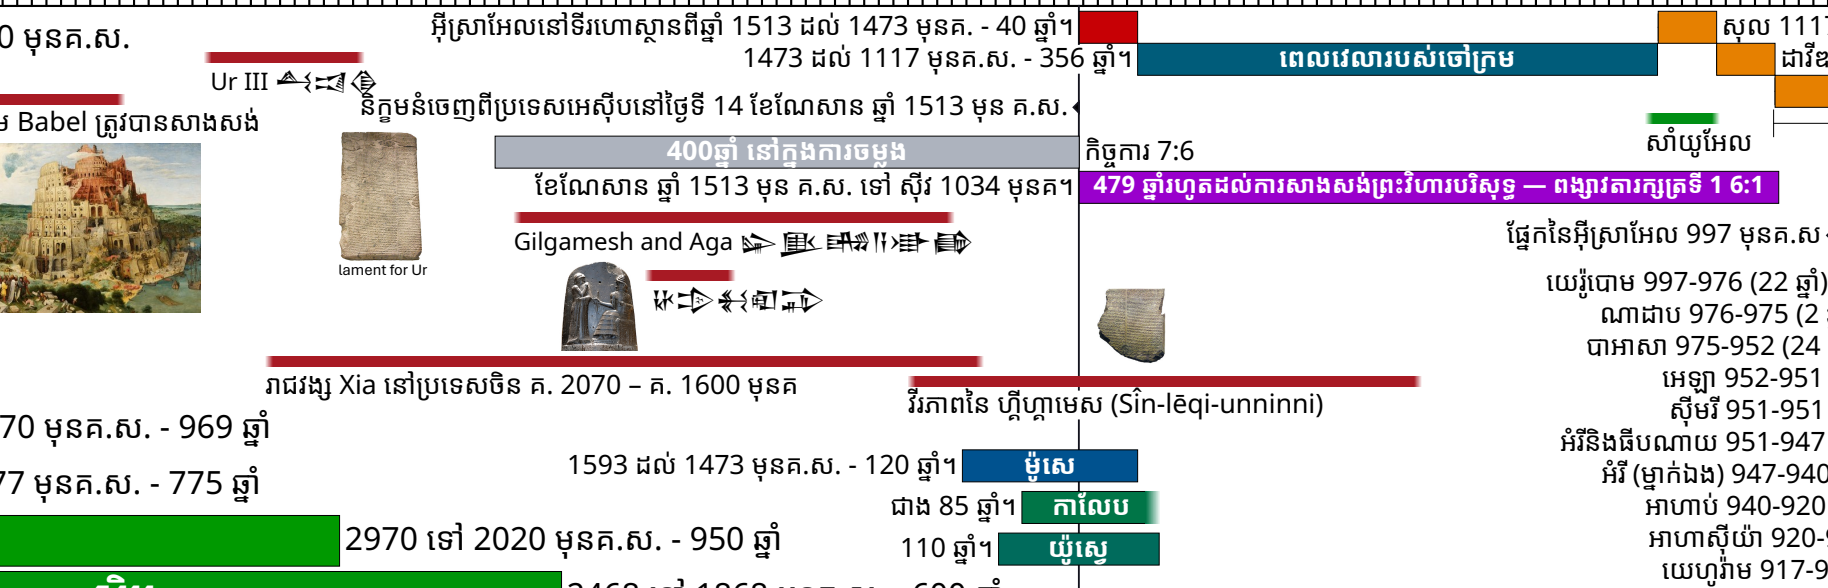 អ៊ីស្រាអែលនៅទីរហោស្ថានពីឆ្នាំ 1513 ដល់ 1473 មុនគ. - 40 ឆ្នាំ។
សុល 1117
0 មុនគ.ស.
1473 ដល់ 1117 មុនគ.ស. - 356 ឆ្នាំ។
ពេលវេលារបស់ចៅក្រម
Ur III
និក្ខមនំចេញពីប្រទេសអេស៊ីបនៅថ្ងៃទី 14 ខែណែសាន ឆ្នាំ 1513 មុន គ.ស.
Babel ត្រូវបានសាងសង់
សាំយូអែល
400ឆ្នាំ នៅក្នុងការចម្លង
កិច្ចការ 7:6
ខែណែសាន ឆ្នាំ 1513 មុន គ.ស. ទៅ ស៊ីវ 1034 មុនគ។
479 ឆ្នាំរហូតដល់ការសាងសង់ព្រះវិហារបរិសុទ្ធ — ពង្សាវតារក្សត្រទី 1 6:1
Gilgamesh and Aga
ផ្នែកនៃអ៊ីស្រាអែល 997 មុនគ.ស
lament for Ur
យេរ៉ូបោម 997-976 (22 ឆ្នាំ)
ណាដាប 976-975 (2
បាអាសា 975-952 (24
រាជវង្ស Xia នៅប្រទេសចិន គ. 2070 – គ. 1600 មុនគ
អេឡា 952-951
វីរភាពនៃ ហ្គីហ្គាមេស (Sîn-lēqi-unninni)
ស៊ីមរី 951-951
70 មុនគ.ស. - 969 ឆ្នាំ
អំរីនិងធីបណាយ 951-947
1593 ដល់ 1473 មុនគ.ស. - 120 ឆ្នាំ។
ម៉ូសេ
អំរី (ម្នាក់ឯង) 947-940
77 មុនគ.ស. - 775 ឆ្នាំ
ជាង 85 ឆ្នាំ។
កាលែប
អាហាប់ 940-920
2970 ទៅ 2020 មុនគ.ស. - 950 ឆ្នាំ
110 ឆ្នាំ។
យ៉ូស្វេ
អាហាស៊ីយ៉ា 920-
យេហូរ៉ាម 917-9